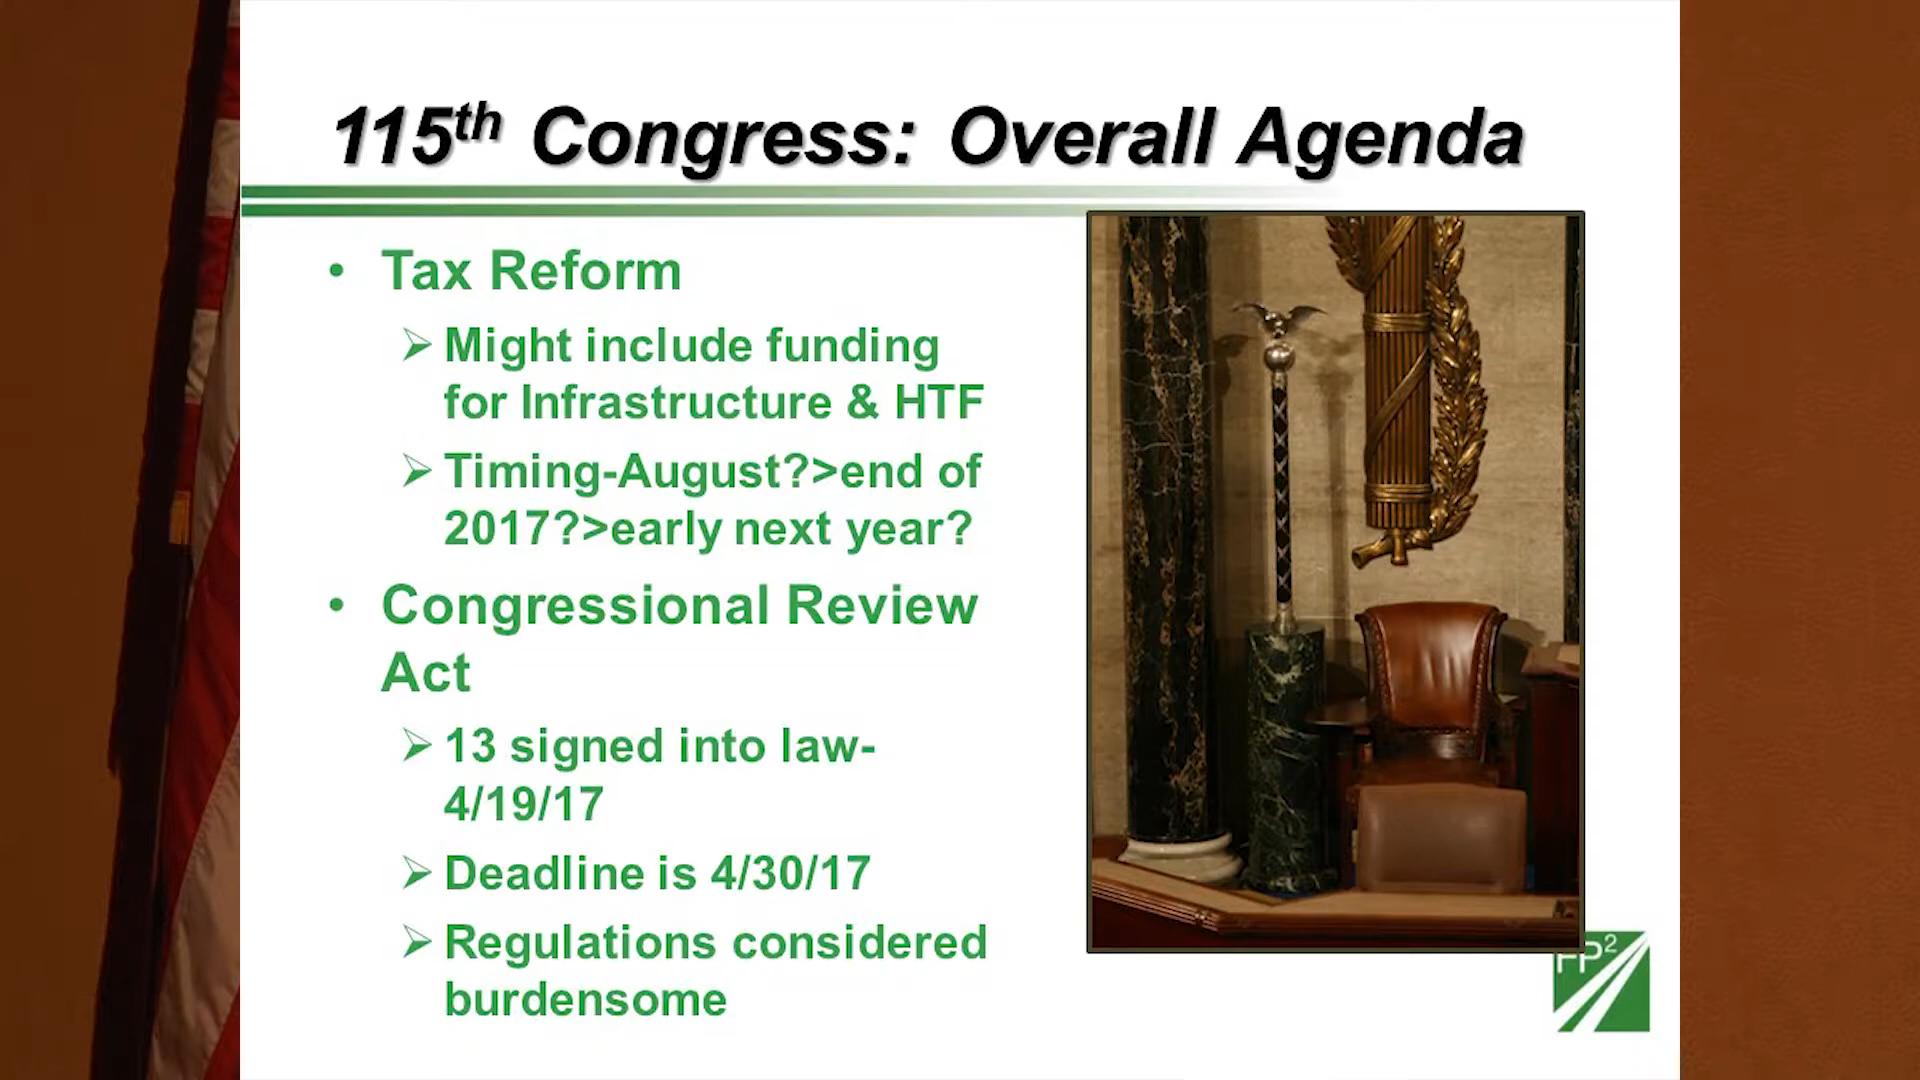 115th Congress: Overall Agenda
• Tax Reform
➢ Might include funding
for Infrastructure & HTF
➢ Timing-August?>end of
2017?>early next year?
• Congressional Review
Act
➢ 13 signed into law-
4/19/17
➢ Deadline is 4/30/17
➢ Regulations considered
burdensome
FP²